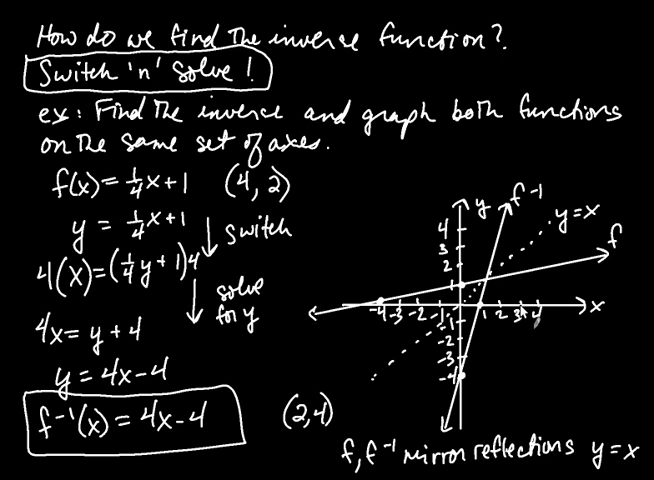 How do we find the inverse function?
Switch 'n' solve!
ex: Find the inverse and graph both functions
on the same set of axes.
f(x) = 1/4 x + 1 (4, 2)
y = 1/4 x + 1
switch
4(x) = (1/4 y + 1)4
solve
for y
4x = y + 4
y = 4x - 4
f⁻¹(x) = 4x - 4
(2,4)
y f⁻¹
y = x
f
4
3
2
1
-4 -3 -2 -1 1 2 3 4 x
-1
-2
-3
-4
f, f⁻¹ mirror reflections y = x